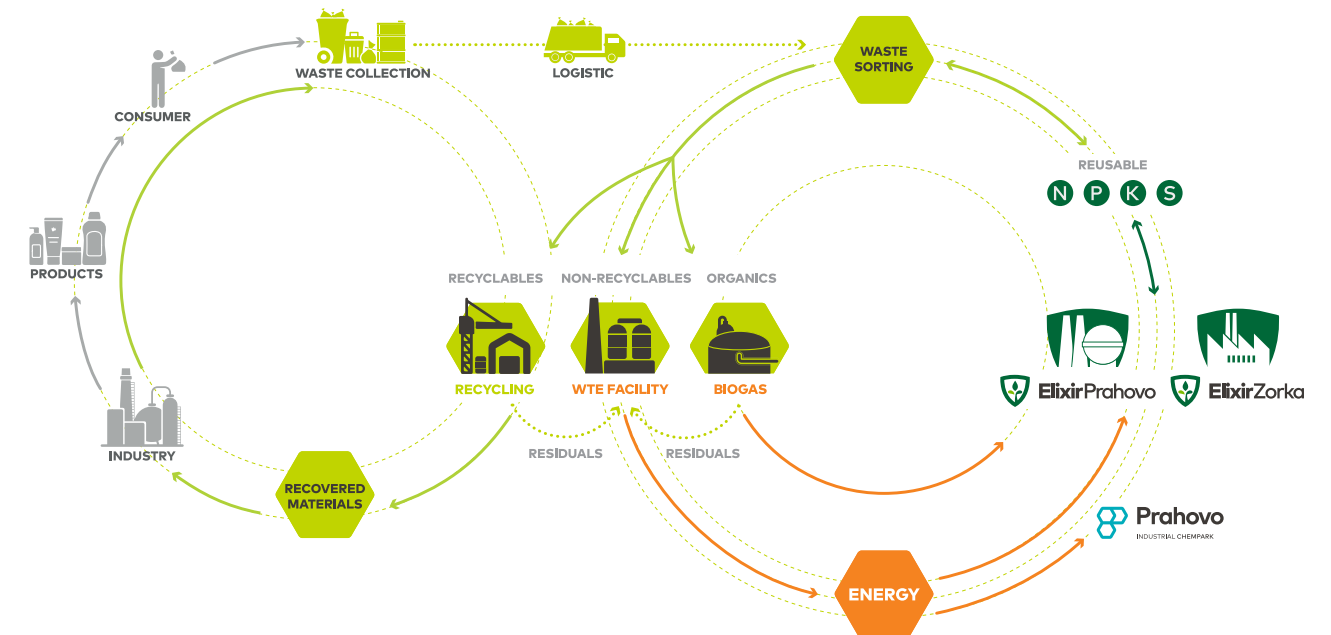 WASTE COLLECTION
LOGISTIC
WASTE
SORTING
CONSUMER
REUSABLE
N P K S
PRODUCTS
RECYCLABLES
NON-RECYCLABLES
ORGANICS
RECYCLING
WTE FACILITY
BIOGAS
ElixirPrahovo
ElixirZorka
INDUSTRY
RESIDUALS
RESIDUALS
RECOVERED
MATERIALS
Prahovo
INDUSTRIAL CHEMPARK
ENERGY